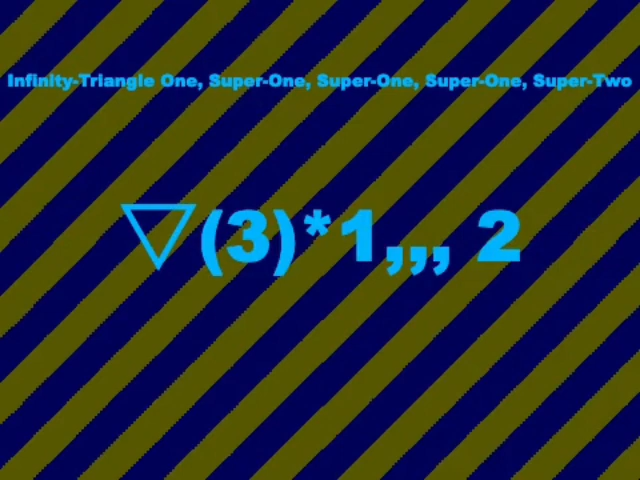 Infinity-Triangle One, Super-One, Super-One, Super-One, Super-Two
▽(3)*1,,, 2